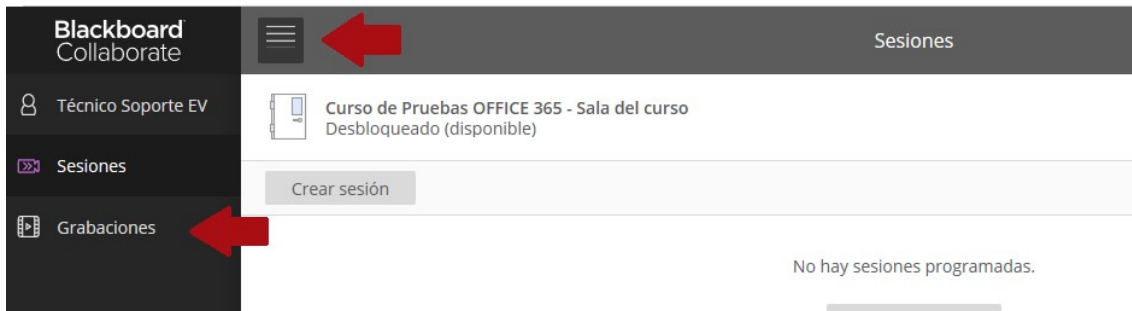 Blackboard
Collaborate
Sesiones
Técnico Soporte EV
Curso de Pruebas OFFICE 365 - Sala del curso
Desbloqueado (disponible)
Sesiones
Crear sesión
Grabaciones
No hay sesiones programadas.